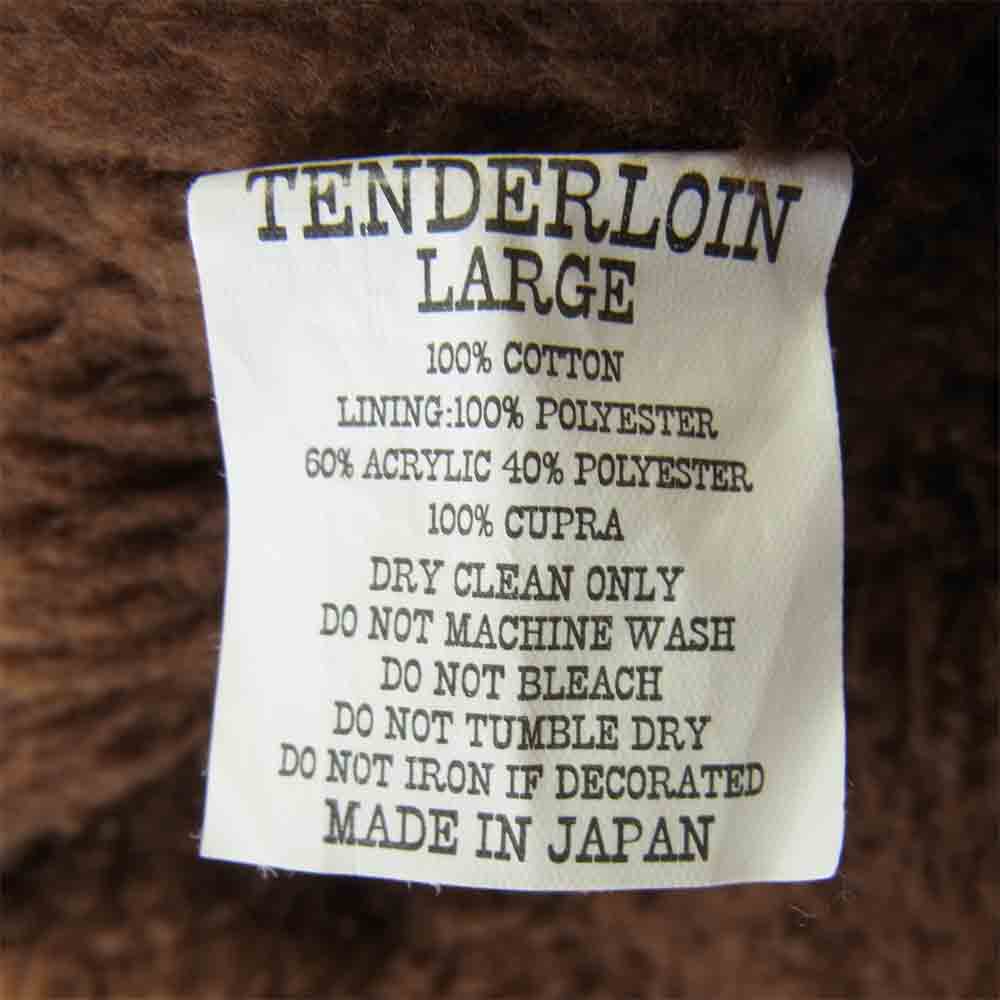 TENDERLOIN
LARGE
100% COTTON
LINING:100% POLYESTER
60% ACRYLIC 40% POLYESTER
100% CUPRA
DRY CLEAN ONLY
DO NOT MACHINE WASH
DO NOT BLEACH
DO NOT TUMBLE DRY
DO NOT IRON IF DECORATED
MADE IN JAPAN